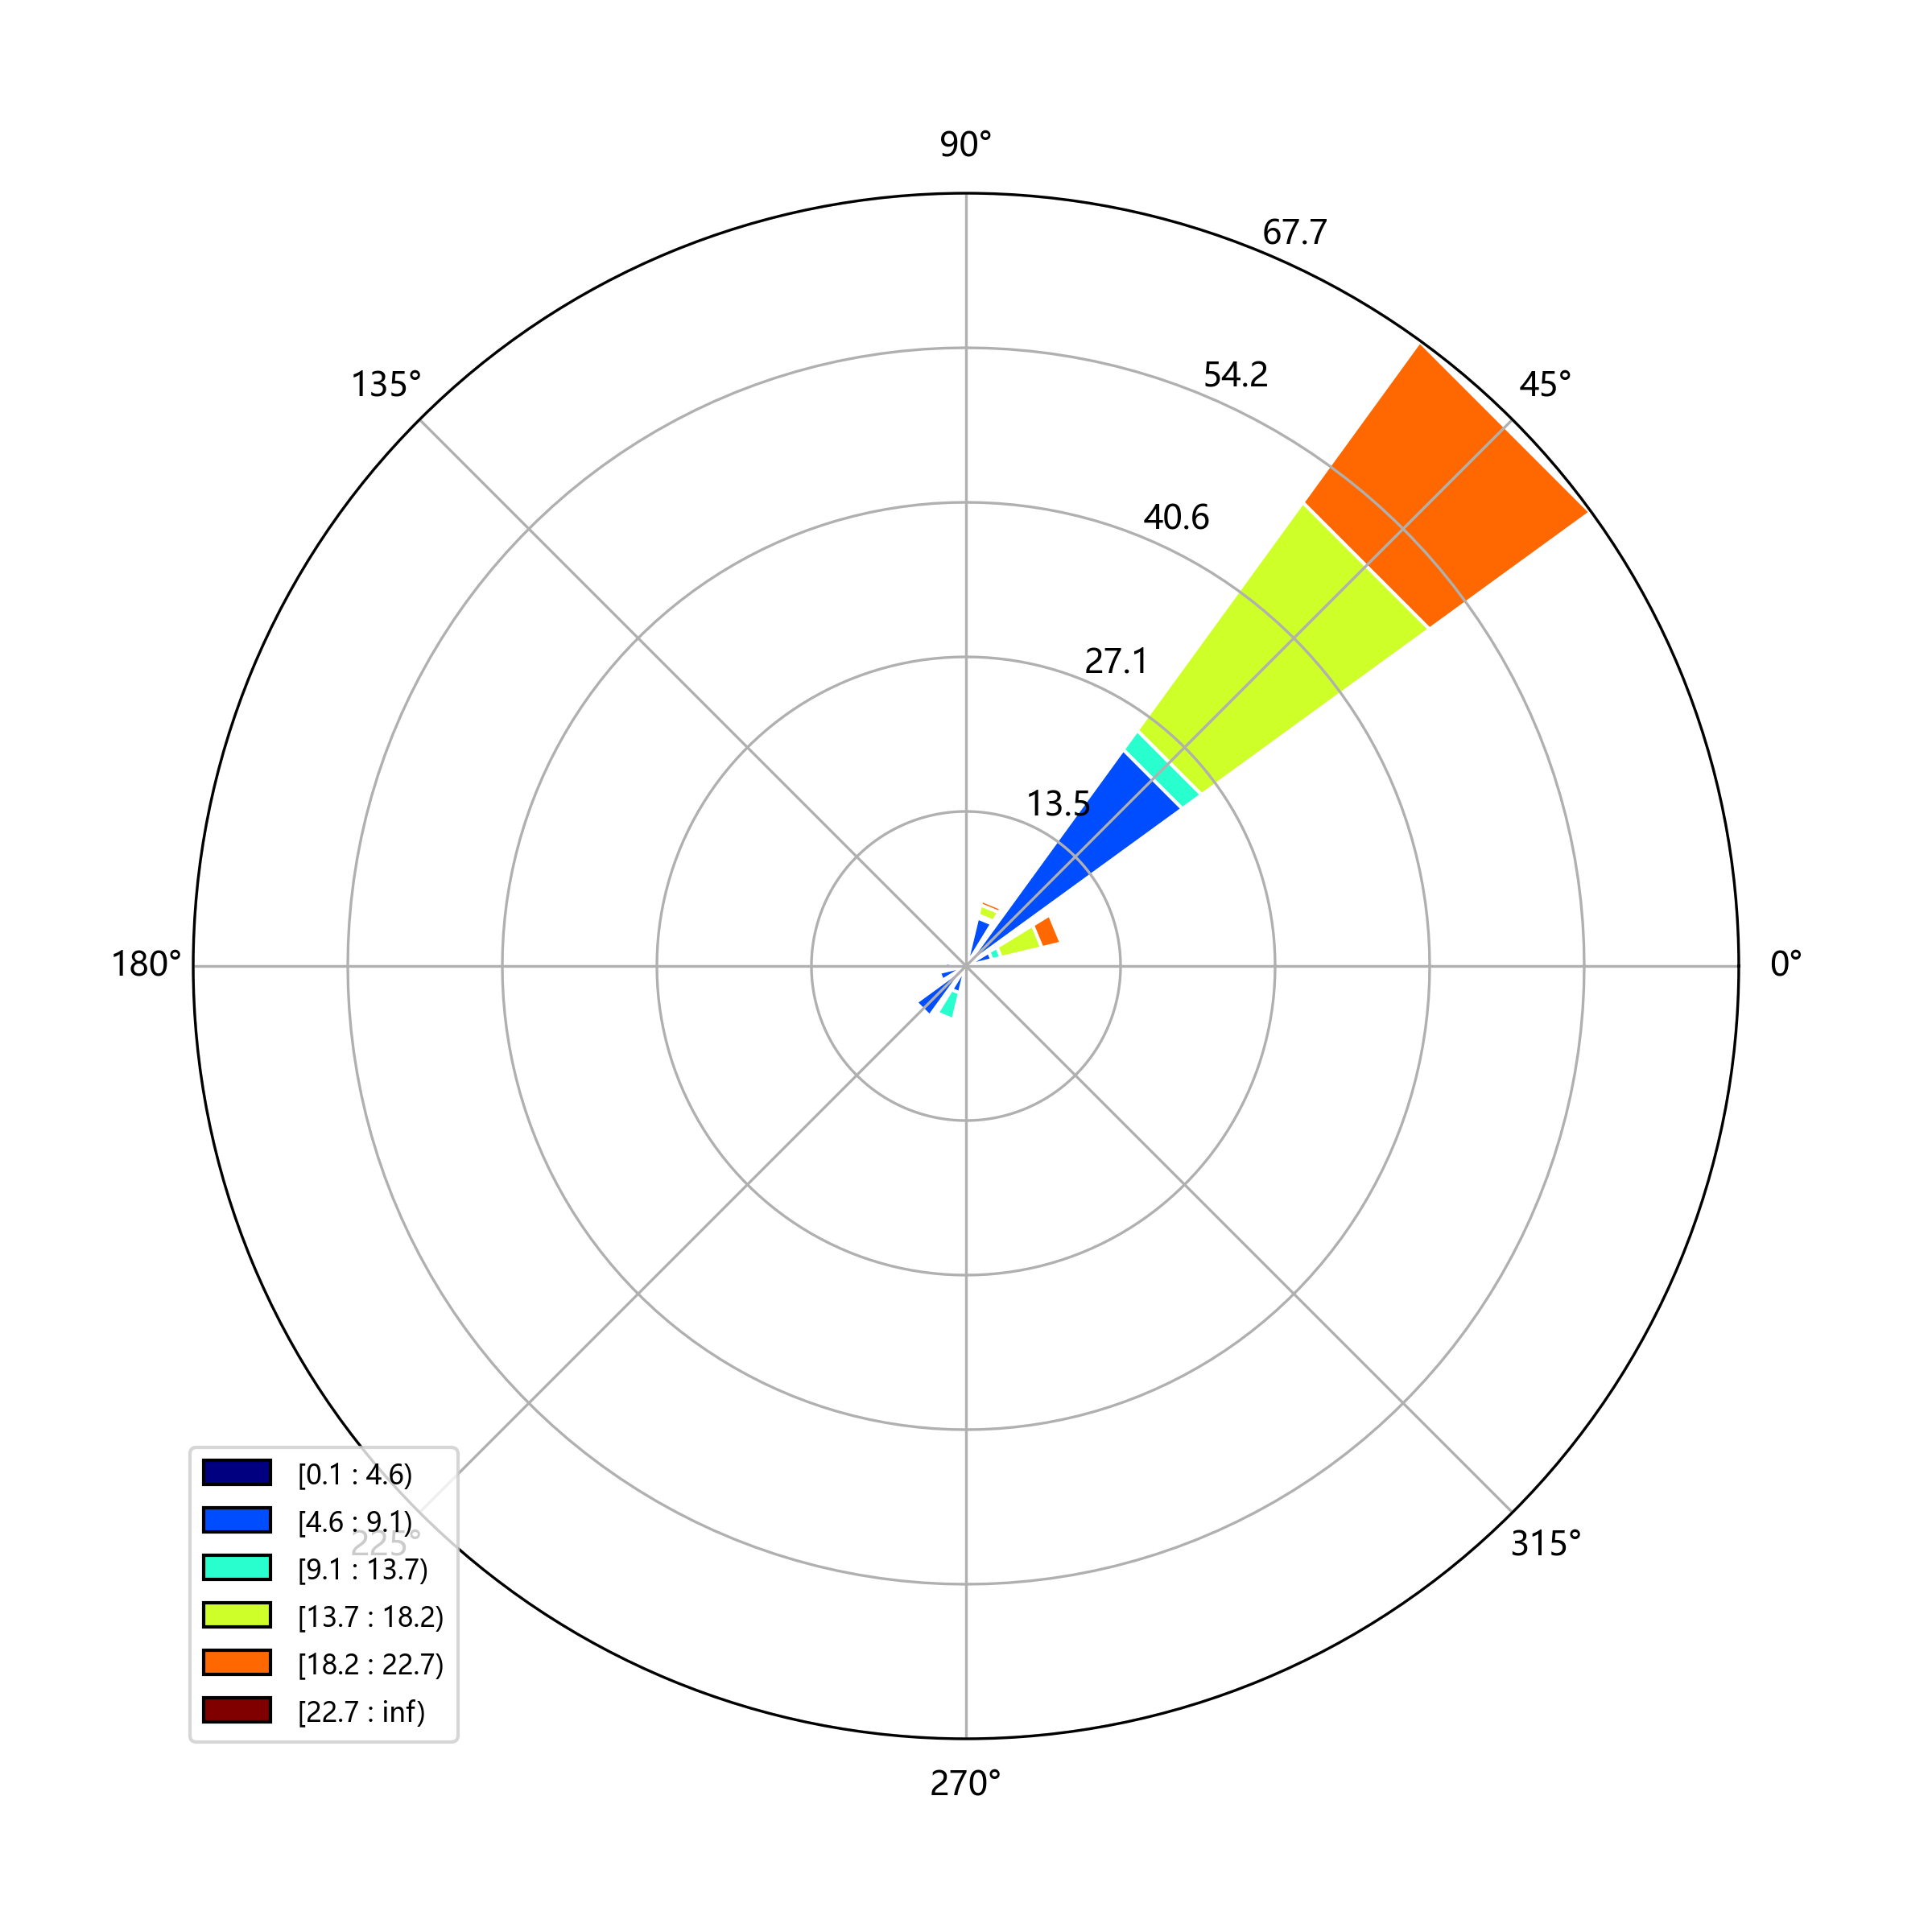 90°
67.7
54.2
135°
45°
40.6
27.1
13.5
180°
0°
[0.1 : 4.6)
[4.6 : 9.1)
225°
[9.1 : 13.7)
[13.7 : 18.2)
[18.2 : 22.7)
[22.7 : inf)
315°
270°